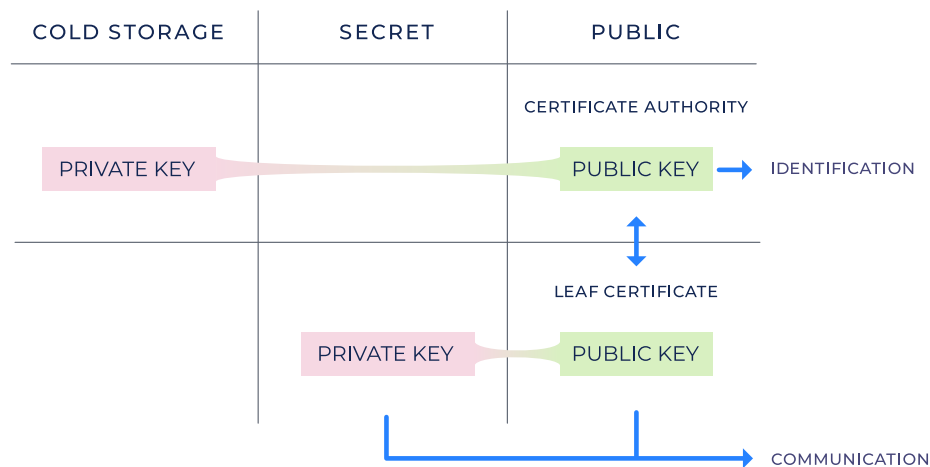 COLD STORAGE
SECRET
PUBLIC
CERTIFICATE AUTHORITY
PRIVATE KEY
PUBLIC KEY
IDENTIFICATION
LEAF CERTIFICATE
PRIVATE KEY
PUBLIC KEY
COMMUNICATION